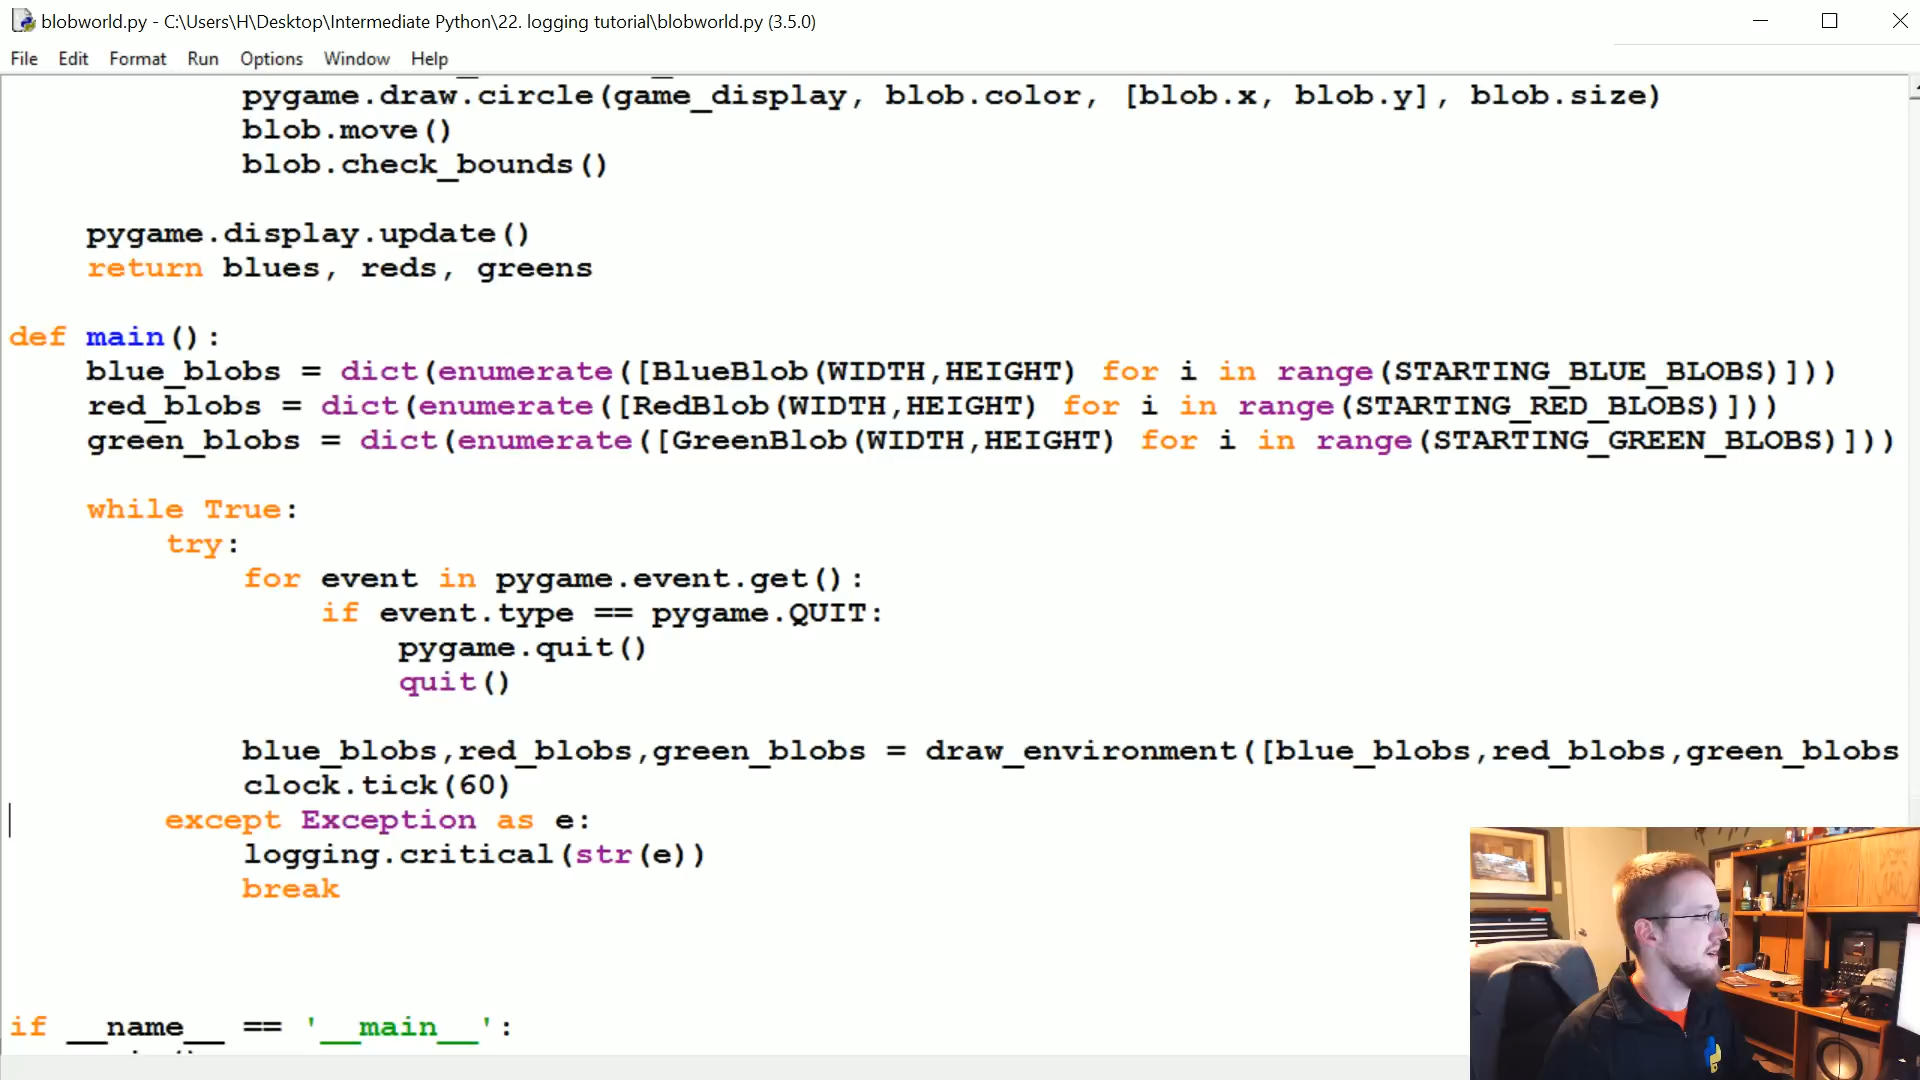 blobworld.py - C:\Users\H\Desktop\Intermediate Python\22. logging tutorial\blobworld.py (3.5.0)
File Edit Format Run Options Window Help
pygame.draw.circle(game_display, blob.color, [blob.x, blob.y], blob.size)
blob.move()
blob.check_bounds()
pygame.display.update()
return blues, reds, greens
def main():
blue_blobs = dict(enumerate([BlueBlob(WIDTH,HEIGHT) for i in range(STARTING_BLUE_BLOBS)]))
red_blobs = dict(enumerate([RedBlob(WIDTH,HEIGHT) for i in range(STARTING_RED_BLOBS)]))
green_blobs = dict(enumerate([GreenBlob(WIDTH,HEIGHT) for i in range(STARTING_GREEN_BLOBS)]))
while True:
try:
for event in pygame.event.get():
if event.type == pygame.QUIT:
pygame.quit()
quit()
blue_blobs,red_blobs,green_blobs = draw_environment([blue_blobs,red_blobs,green_blobs
clock.tick(60)
except Exception as e:
logging.critical(str(e))
break
if __name__ == '__main__':